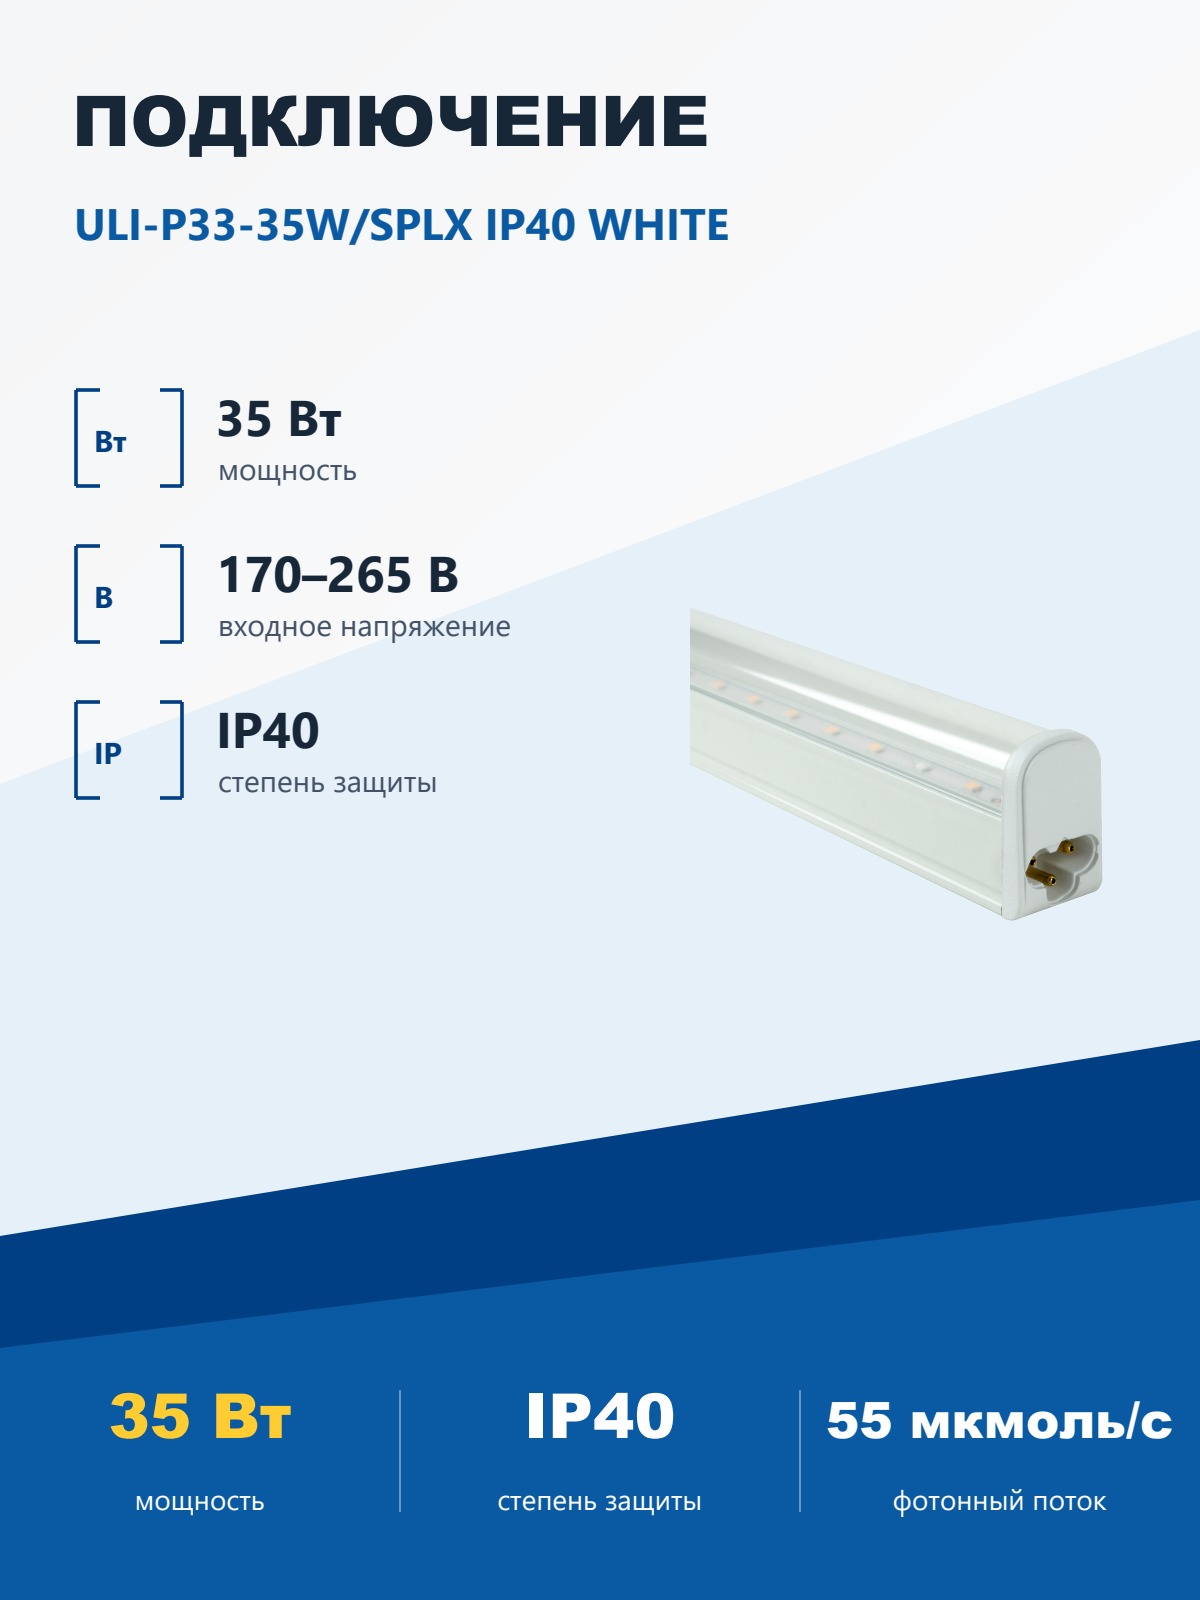 ПОДКЛЮЧЕНИЕ
ULI-P33-35W/SPLX IP40 WHITE
Вт
35 Вт
мощность
В
170–265 В
входное напряжение
IP
IP40
степень защиты
35 Вт
мощность
IP40
степень защиты
55 мкмоль/с
фотонный поток